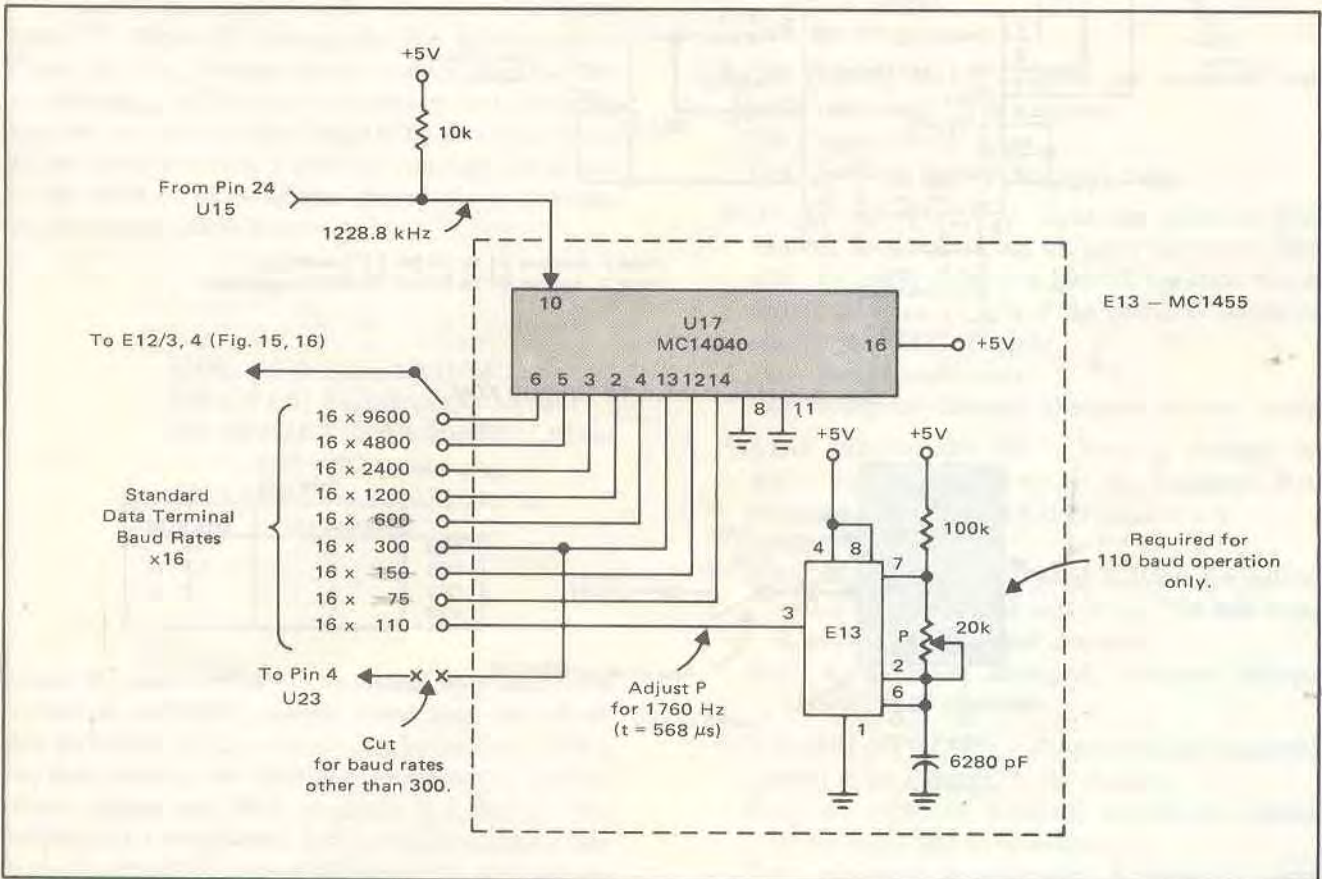 +5V
10k
From Pin 24
U15
1228.8 kHz
10
U17
MC14040
16
+5V
E13 — MC1455
To E12/3, 4 (Fig. 15, 16)
6 5 3 2 4 13 12 14
8 11
16 x 9600
16 x 4800
16 x 2400
16 x 1200
16 x 600
16 x 300
16 x 150
16 x 75
16 x 110
Standard
Data Terminal
Baud Rates
x16
+5V
+5V
100k
4 8
7
Required for
110 baud operation
only.
3
E13
P
20k
2
6
1
6280 pF
To Pin 4
U23
Adjust P
for 1760 Hz
(t = 568 µs)
Cut
for baud rates
other than 300.